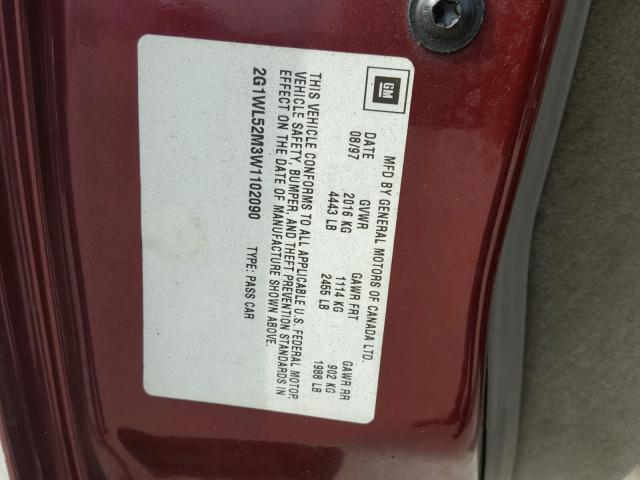 GM
MFD BY GENERAL MOTORS OF CANADA LTD.
DATE GVWR GAWR FRT GAWR RR
08/97 2016 KG 1114 KG 902 KG
4443 LB 2455 LB 1988 LB
THIS VEHICLE CONFORMS TO ALL APPLICABLE U.S. FEDERAL MOTOR
VEHICLE SAFETY, BUMPER, AND THEFT PREVENTION STANDARDS IN
EFFECT ON THE DATE OF MANUFACTURE SHOWN ABOVE.
2G1WL52M3W1102090 TYPE: PASS CAR